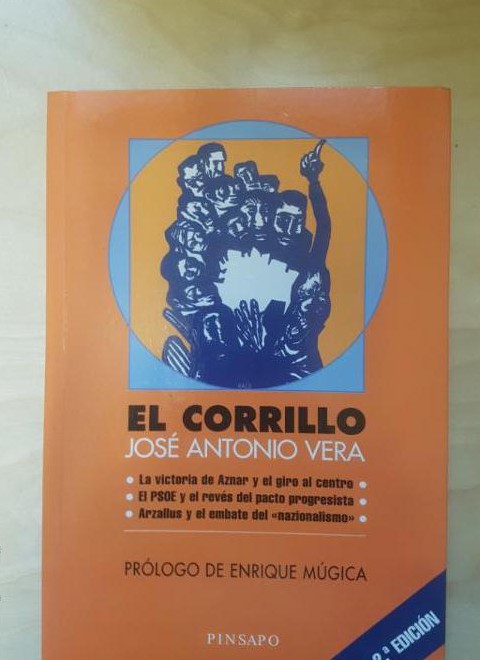 EL CORRILLO
JOSÉ ANTONIO VERA
• La victoria de Aznar y el giro al centro •
• El PSOE y el revés del pacto progresista •
• Arzallus y el embate del «nazionalismo» •
PRÓLOGO DE ENRIQUE MÚGICA
PINSAPO
2.ª EDICIÓN